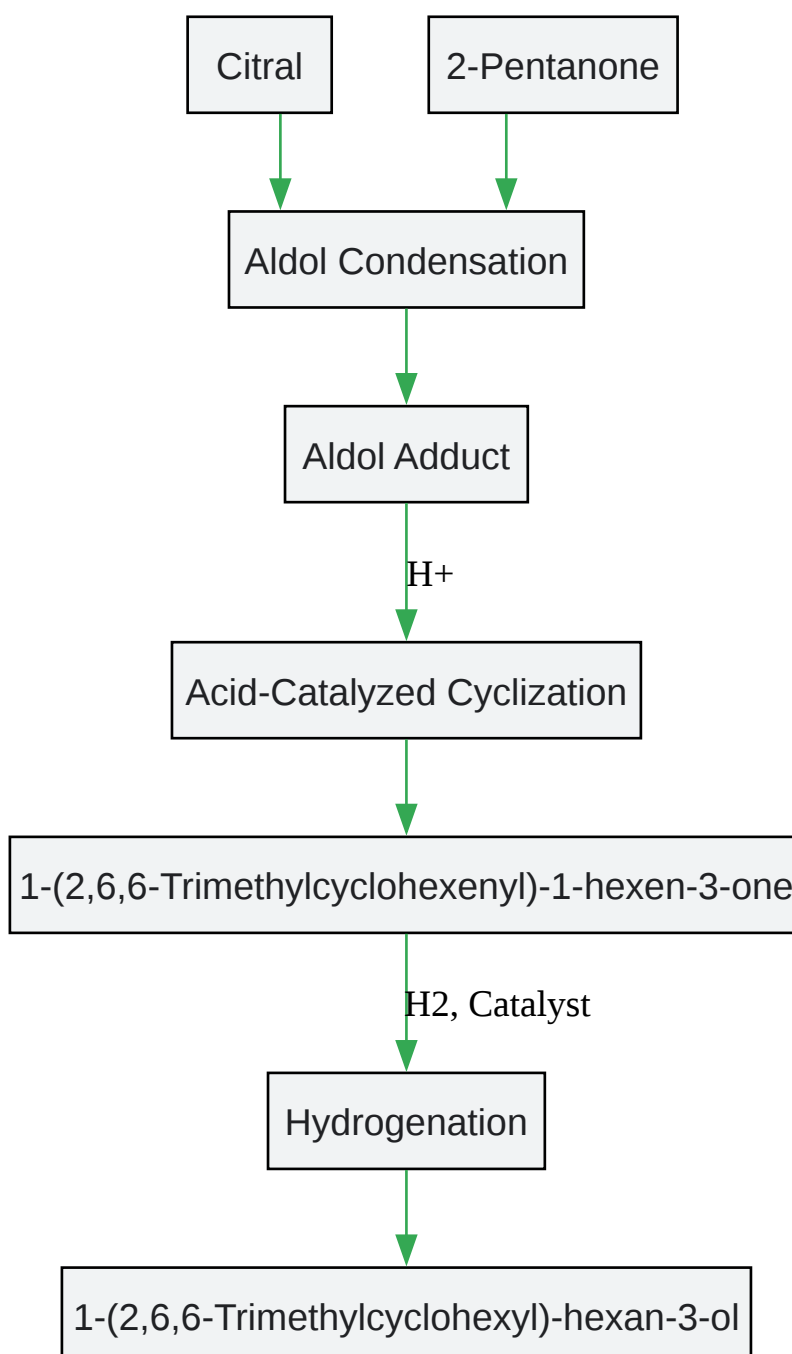 Citral
2-Pentanone
Aldol Condensation
Aldol Adduct
H+
Acid-Catalyzed Cyclization
1-(2,6,6-Trimethylcyclohexenyl)-1-hexen-3-one
H2, Catalyst
Hydrogenation
1-(2,6,6-Trimethylcyclohexyl)-hexan-3-ol